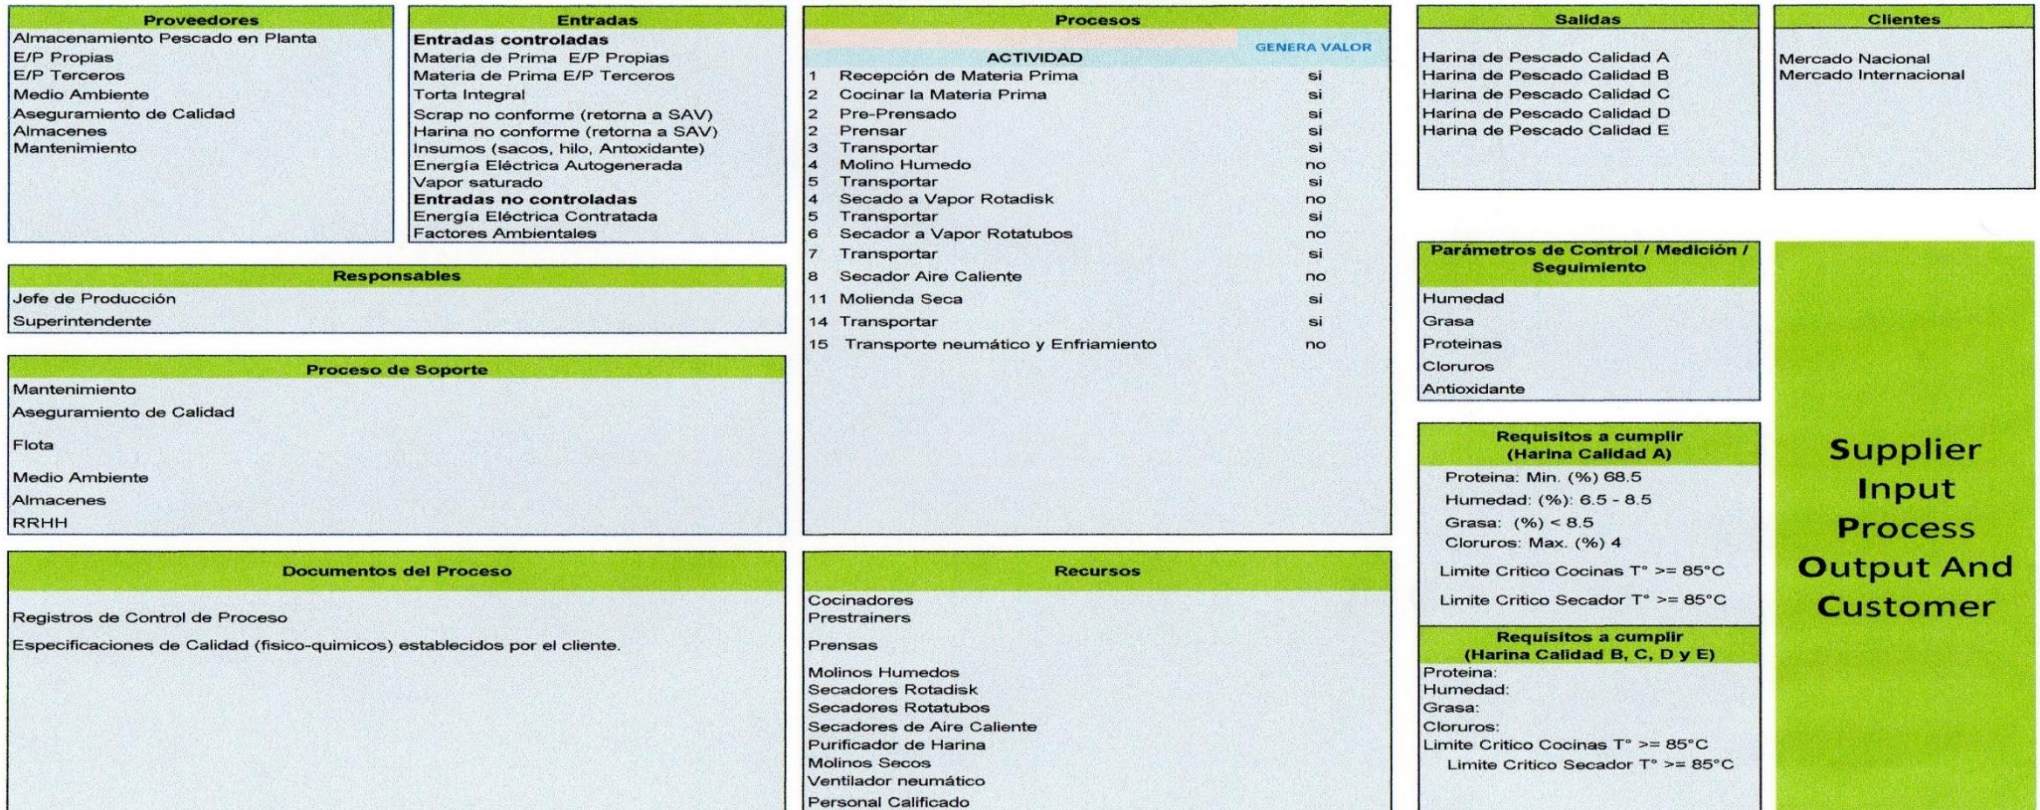 Proveedores
Almacenamiento Pescado en Planta
E/P Propias
E/P Terceros
Medio Ambiente
Aseguramiento de Calidad
Almacenes
Mantenimiento
Entradas
Entradas controladas
Materia de Prima E/P Propias
Materia de Prima E/P Terceros
Torta Integral
Scrap no conforme (retorna a SAV)
Harina no conforme (retorna a SAV)
Insumos (sacos, hilo, Antoxidante)
Energía Eléctrica Autogenerada
Vapor saturado
Entradas no controladas
Energía Eléctrica Contratada
Factores Ambientales
Responsables
Jefe de Producción
Superintendente
Proceso de Soporte
Mantenimiento
Aseguramiento de Calidad
Flota
Medio Ambiente
Almacenes
RRHH
Documentos del Proceso
Registros de Control de Proceso
Especificaciones de Calidad (fisico-quimicos) establecidos por el cliente.
Procesos
ACTIVIDAD GENERA VALOR
1 Recepción de Materia Prima si
2 Cocinar la Materia Prima si
2 Pre-Prensado si
2 Prensar si
3 Transportar si
4 Molino Humedo no
5 Transportar si
4 Secado a Vapor Rotadisk no
5 Transportar si
6 Secador a Vapor Rotatubos no
7 Transportar si
8 Secador Aire Caliente no
11 Molienda Seca si
14 Transportar si
15 Transporte neumático y Enfriamiento no
Recursos
Cocinadores
Prestrainers
Prensas
Molinos Humedos
Secadores Rotadisk
Secadores Rotatubos
Secadores de Aire Caliente
Purificador de Harina
Molinos Secos
Ventilador neumático
Personal Calificado
Salidas
Harina de Pescado Calidad A
Harina de Pescado Calidad B
Harina de Pescado Calidad C
Harina de Pescado Calidad D
Harina de Pescado Calidad E
Clientes
Mercado Nacional
Mercado Internacional
Parámetros de Control / Medición /
Seguimiento
Humedad
Grasa
Proteinas
Cloruros
Antioxidante
Requisitos a cumplir
(Harina Calidad A)
Proteina: Min. (%) 68.5
Humedad: (%): 6.5 - 8.5
Grasa: (%) < 8.5
Cloruros: Max. (%) 4
Limite Critico Cocinas T° >= 85°C
Limite Critico Secador T° >= 85°C
Requisitos a cumplir
(Harina Calidad B, C, D y E)
Proteina:
Humedad:
Grasa:
Cloruros:
Limite Critico Cocinas T° >= 85°C
Limite Critico Secador T° >= 85°C
Supplier
Input
Process
Output And
Customer